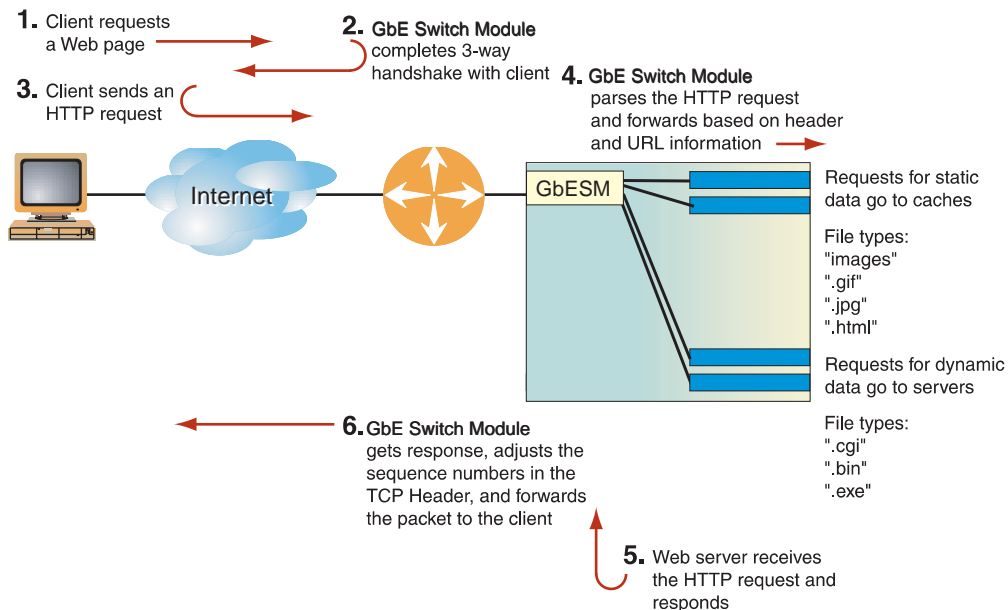 1. Client requests
a Web page
2. GbE Switch Module
completes 3-way
handshake with client
3. Client sends an
HTTP request
4. GbE Switch Module
parses the HTTP request
and forwards based on header
and URL information
Internet
GbESM
Requests for static
data go to caches
File types:
"images"
".gif"
".jpg"
".html"
Requests for dynamic
data go to servers
File types:
".cgi"
".bin"
".exe"
6. GbE Switch Module
gets response, adjusts the
sequence numbers in the
TCP Header, and forwards
the packet to the client
5. Web server receives
the HTTP request and
responds